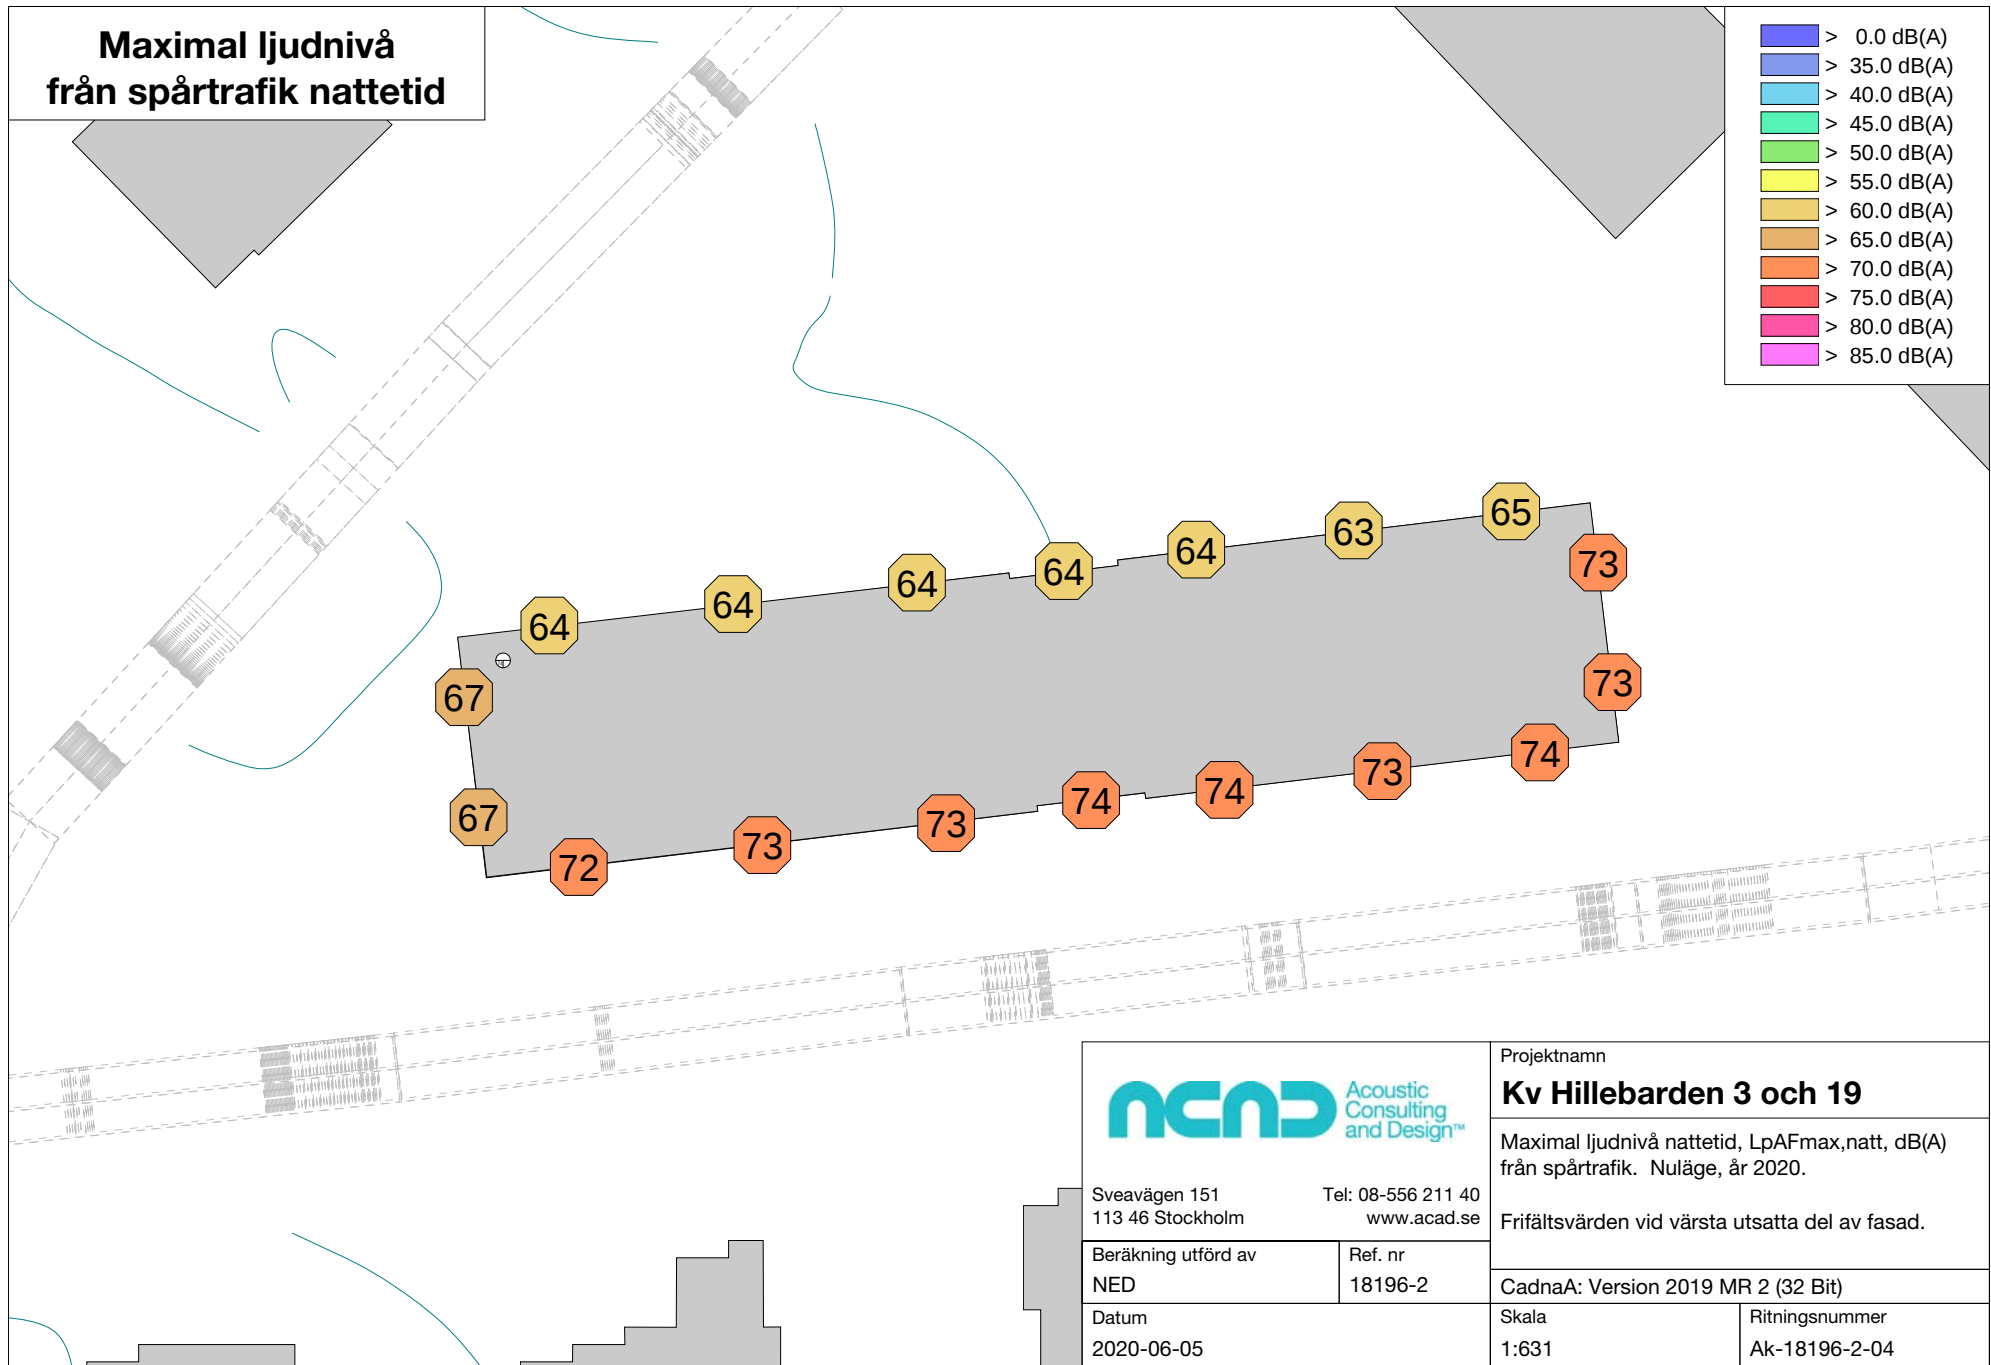 Maximal ljudnivå
från spårtrafik nattetid
> 0.0 dB(A)
> 35.0 dB(A)
> 40.0 dB(A)
> 45.0 dB(A)
> 50.0 dB(A)
> 55.0 dB(A)
> 60.0 dB(A)
> 65.0 dB(A)
> 70.0 dB(A)
> 75.0 dB(A)
> 80.0 dB(A)
> 85.0 dB(A)
64
64
64
64
64
63
65
73
73
67
67
72
73
73
74
74
73
74
ACAD
Acoustic
Consulting
and Design™
Sveavägen 151
113 46 Stockholm
Tel: 08-556 211 40
www.acad.se
Beräkning utförd av
NED
Ref. nr
18196-2
Datum
2020-06-05
Projektnamn
Kv Hillebarden 3 och 19
Maximal ljudnivå nattetid, LpAFmax,natt, dB(A)
från spårtrafik. Nuläge, år 2020.
Frifältsvärden vid värsta utsatta del av fasad.
CadnaA: Version 2019 MR 2 (32 Bit)
Skala
1:631
Ritningsnummer
Ak-18196-2-04